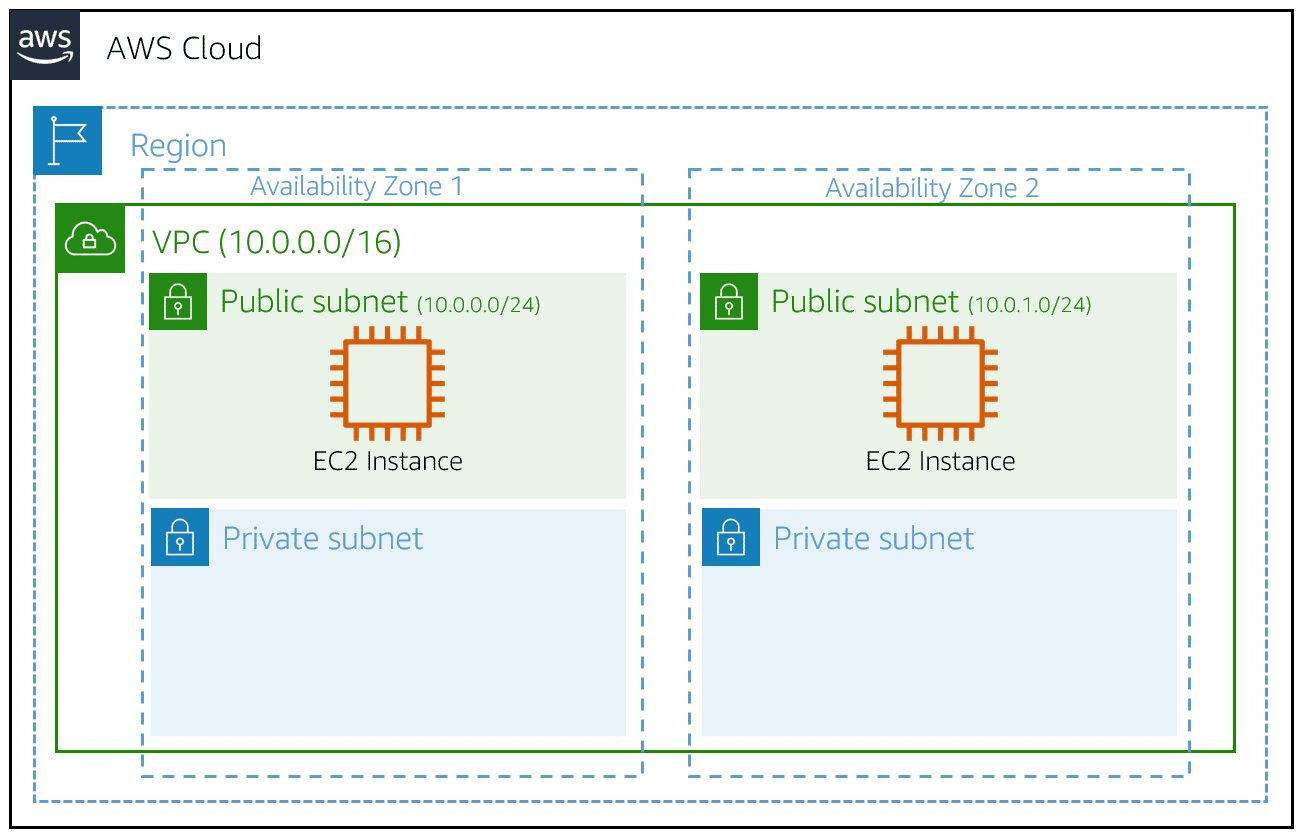 aws
AWS Cloud
Region
Availability Zone 1
Availability Zone 2
VPC (10.0.0.0/16)
Public subnet (10.0.0.0/24)
Public subnet (10.0.1.0/24)
EC2 Instance
EC2 Instance
Private subnet
Private subnet